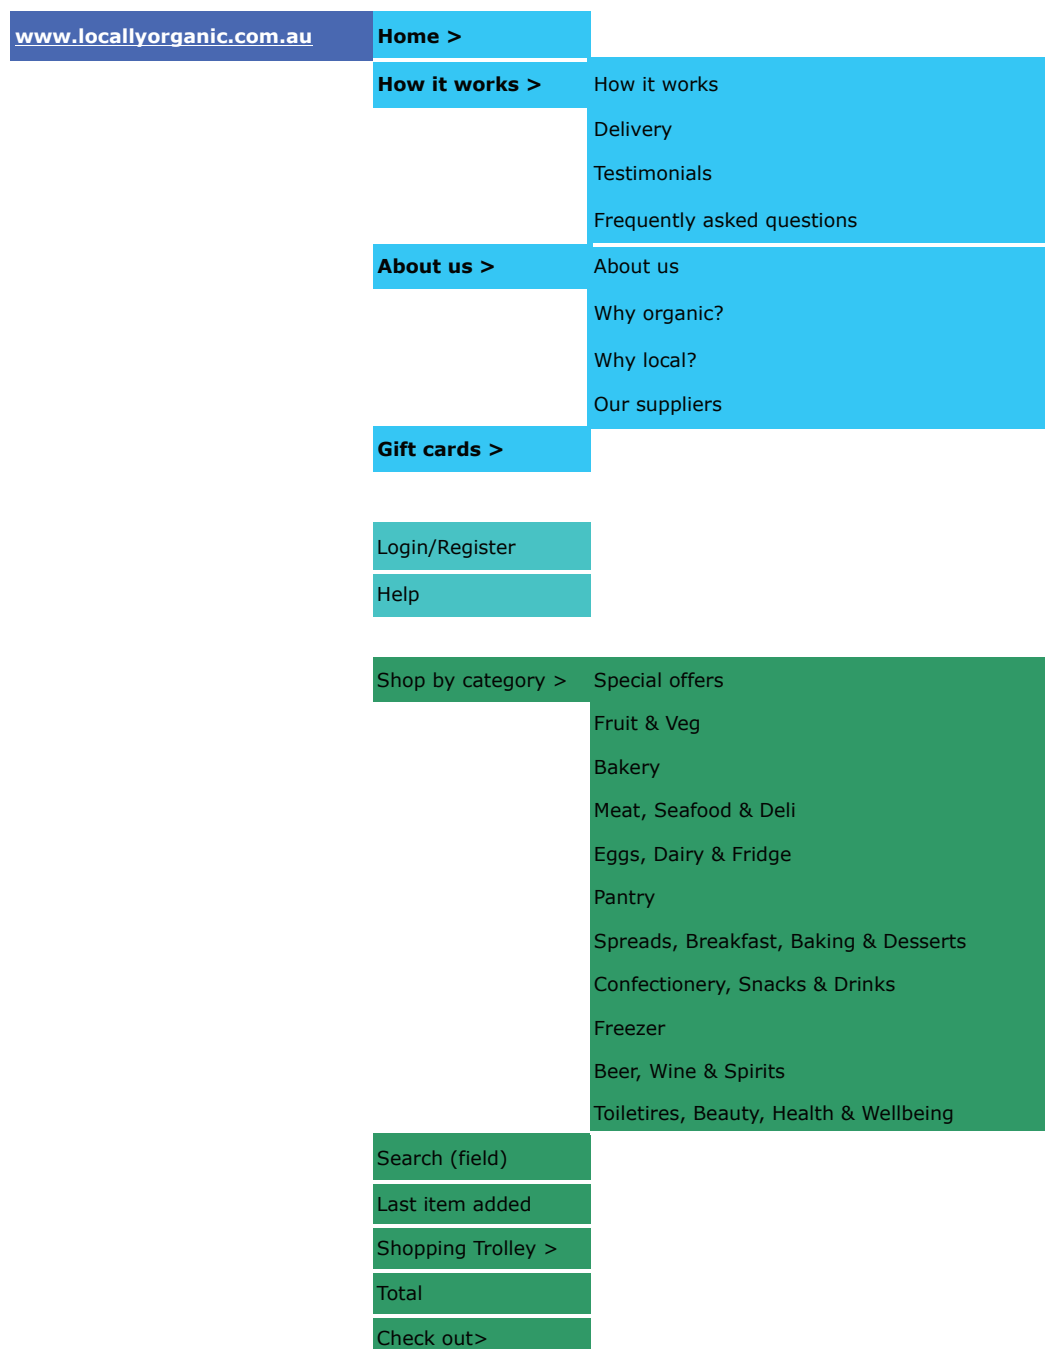 www.locallyorganic.com.au
Home >
How it works >
How it works
Delivery
Testimonials
Frequently asked questions
About us >
About us
Why organic?
Why local?
Our suppliers
Gift cards >
Login/Register
Help
Shop by category >
Special offers
Fruit & Veg
Bakery
Meat, Seafood & Deli
Eggs, Dairy & Fridge
Pantry
Spreads, Breakfast, Baking & Desserts
Confectionery, Snacks & Drinks
Freezer
Beer, Wine & Spirits
Toiletires, Beauty, Health & Wellbeing
Search (field)
Last item added
Shopping Trolley >
Total
Check out>